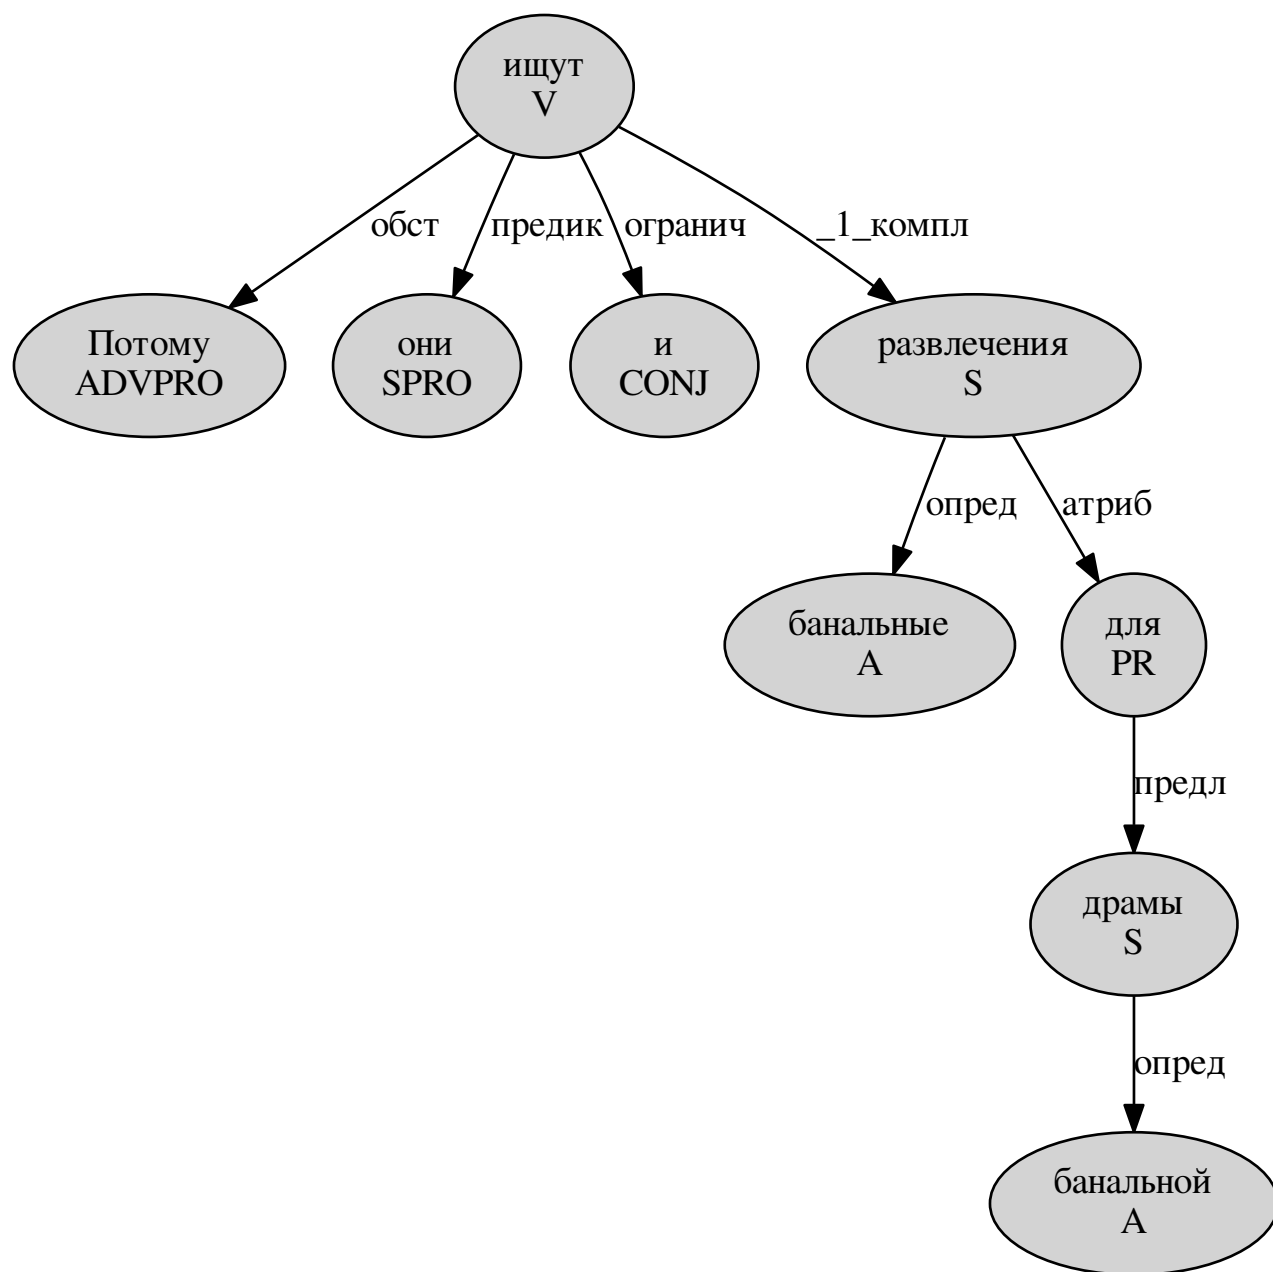 ищут
V
обст
предик
огранич
_1_компл
Потому
ADVPRO
они
SPRO
и
CONJ
развлечения
S
опред
атриб
банальные
A
для
PR
предл
драмы
S
опред
банальной
A